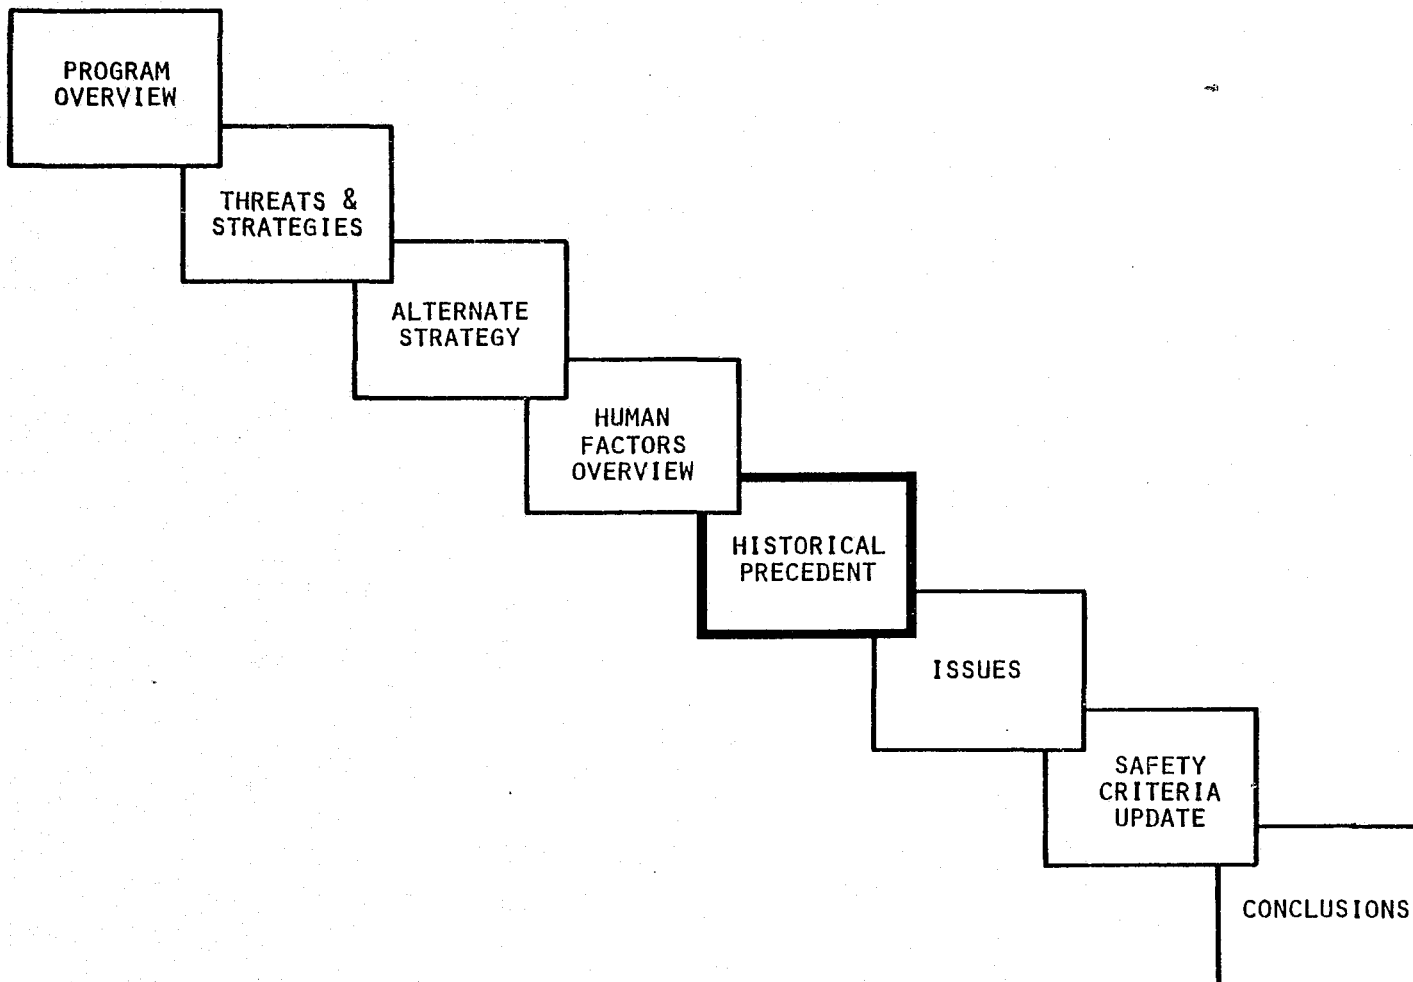 PROGRAM
OVERVIEW
THREATS &
STRATEGIES
ALTERNATE
STRATEGY
HUMAN
FACTORS
OVERVIEW
HISTORICAL
PRECEDENT
ISSUES
SAFETY
CRITERIA
UPDATE
CONCLUSIONS